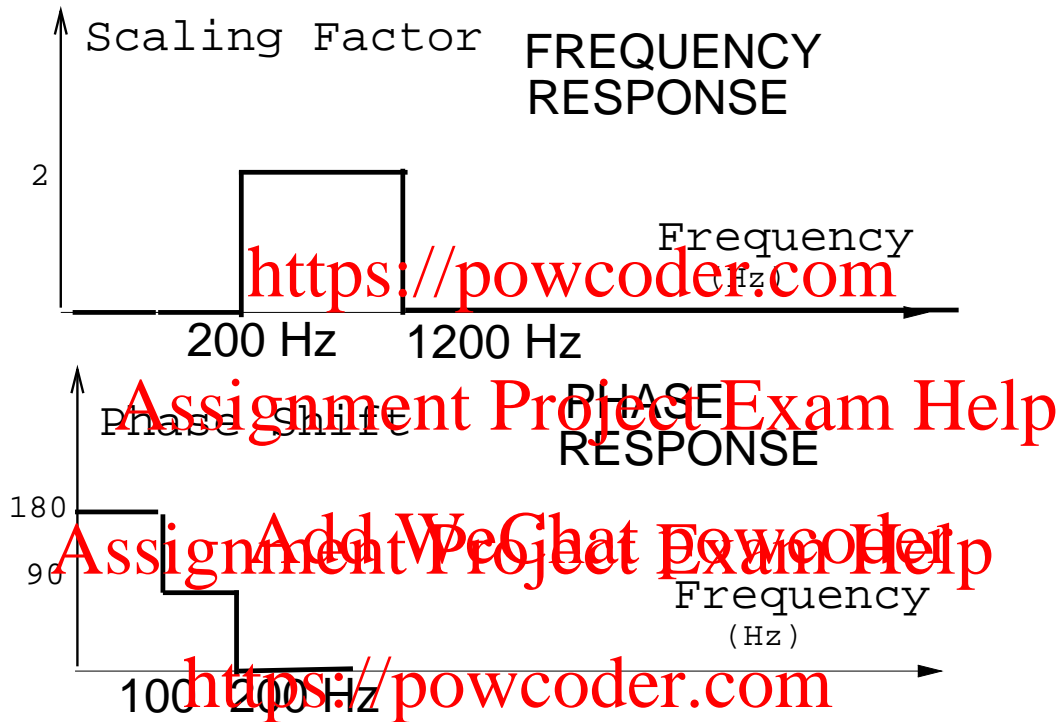 Scaling Factor
FREQUENCY
RESPONSE
2
Frequency
(Hz)
https://powcoder.com
200 Hz
1200 Hz
Assignment Project Exam Help
Phase Shift
PHASE
RESPONSE
180
Add WeChat powcoder
Assignment Project Exam Help
90
Frequency
(Hz)
100
200 Hz
https://powcoder.com